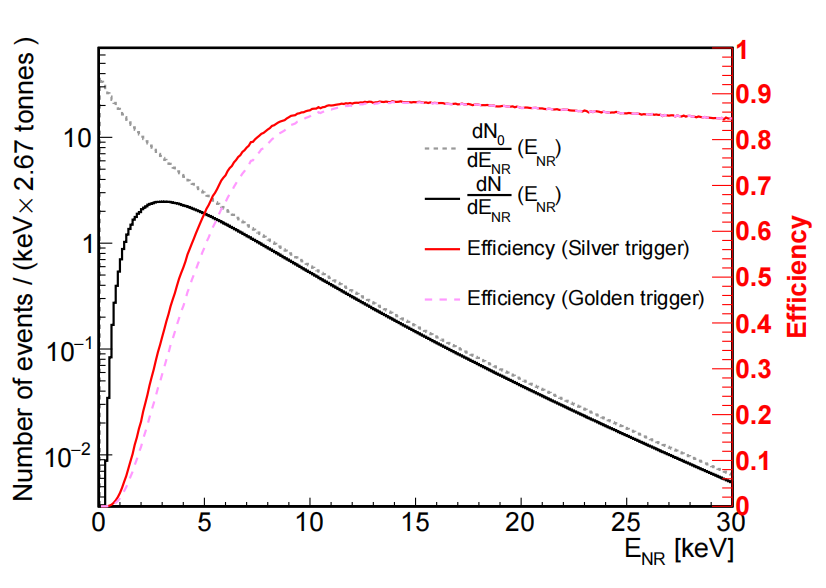 Number of events / (keV× 2.67 tonnes )
10
1
10⁻¹
10⁻²
0 5 10 15 20 25 30
E_NR [keV]
dN₀
dE_NR (E_NR)
dN
dE_NR (E_NR)
Efficiency (Silver trigger)
Efficiency (Golden trigger)
1
0.9
0.8
0.7
0.6
0.5
0.4
0.3
0.2
0.1
0
Efficiency